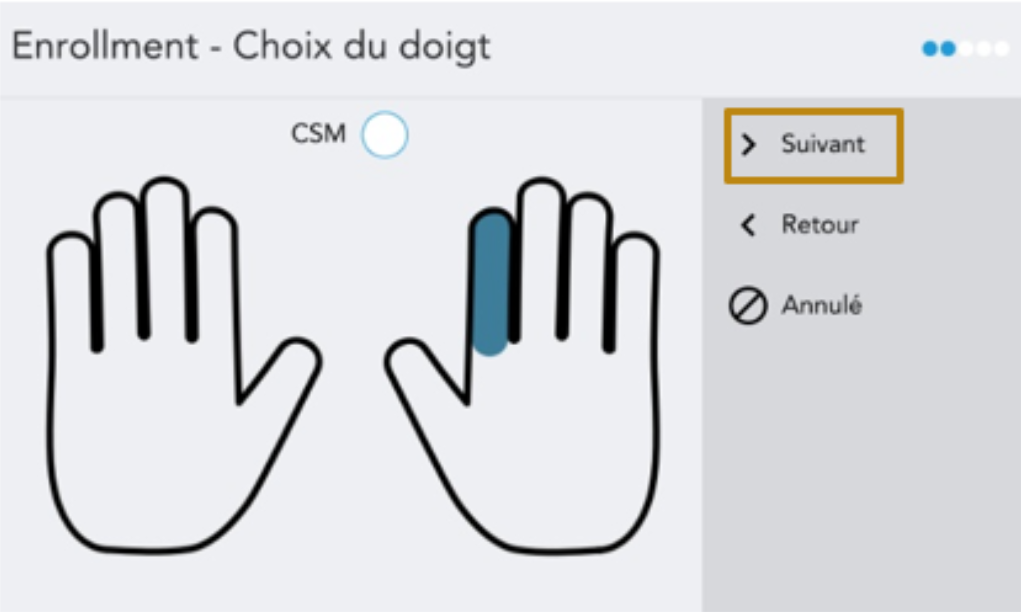 Enrollment - Choix du doigt
CSM
Suivant
Retour
Annulé